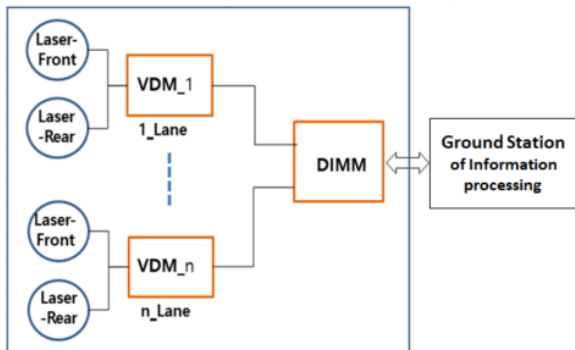 Laser-
Front
VDM_1
Laser
-Rear
1_Lane
DIMM
Ground Station
of Information
processing
Laser-
Front
VDM_n
Laser
-Rear
n_Lane